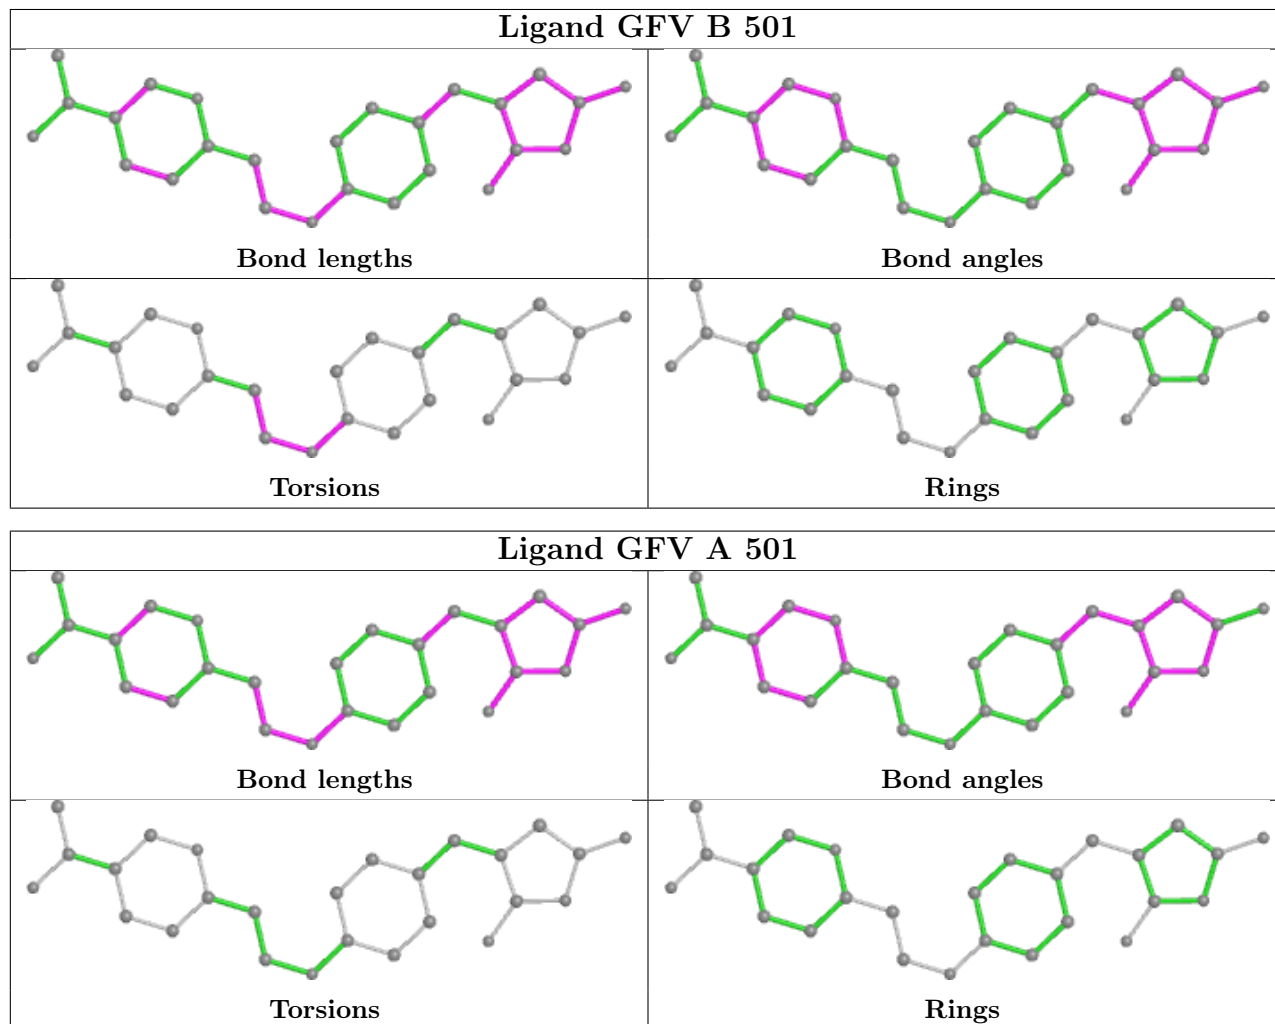 Ligand GFV B 501
Bond lengths
Bond angles
Torsions
Rings
Ligand GFV A 501
Bond lengths
Bond angles
Torsions
Rings